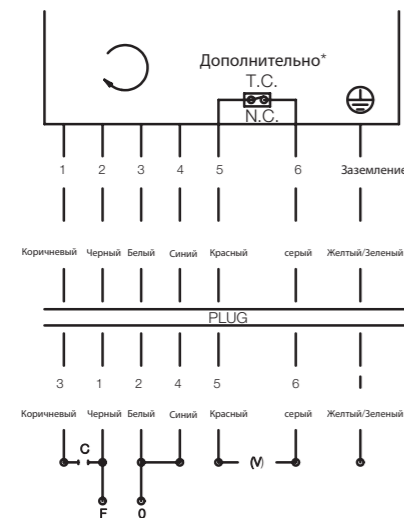 Дополнительно*
T.C.
N.C.
1 2 3 4 5 6 Заземление
Коричневый Черный Белый Синий Красный серый Желтый/Зеленый
PLUG
3 1 2 4 5 6
Коричневый Черный Белый Синий Красный серый Желтый/Зеленый
C (V)
F 0